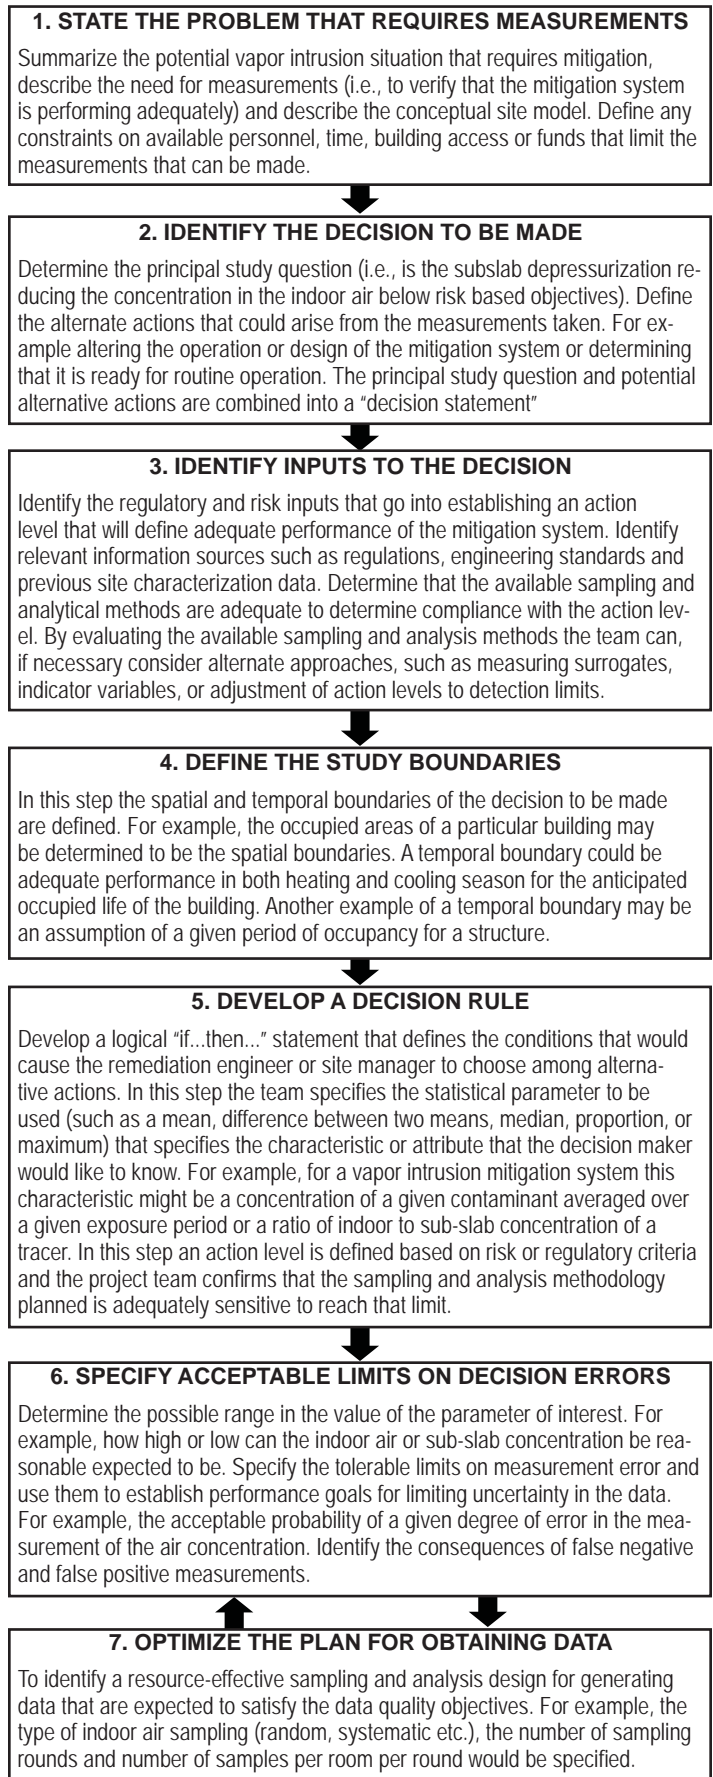 1. STATE THE PROBLEM THAT REQUIRES MEASUREMENTS
Summarize the potential vapor intrusion situation that requires mitigation,
describe the need for measurements (i.e., to verify that the mitigation system
is performing adequately) and describe the conceptual site model. Define any
constraints on available personnel, time, building access or funds that limit the
measurements that can be made.
2. IDENTIFY THE DECISION TO BE MADE
Determine the principal study question (i.e., is the subslab depressurization re-
ducing the concentration in the indoor air below risk based objectives). Define
the alternate actions that could arise from the measurements taken. For ex-
ample altering the operation or design of the mitigation system or determining
that it is ready for routine operation. The principal study question and potential
alternative actions are combined into a "decision statement"
3. IDENTIFY INPUTS TO THE DECISION
Identify the regulatory and risk inputs that go into establishing an action
level that will define adequate performance of the mitigation system. Identify
relevant information sources such as regulations, engineering standards and
previous site characterization data. Determine that the available sampling and
analytical methods are adequate to determine compliance with the action lev-
el. By evaluating the available sampling and analysis methods the team can,
if necessary consider alternate approaches, such as measuring surrogates,
indicator variables, or adjustment of action levels to detection limits.
4. DEFINE THE STUDY BOUNDARIES
In this step the spatial and temporal boundaries of the decision to be made
are defined. For example, the occupied areas of a particular building may
be determined to be the spatial boundaries. A temporal boundary could be
adequate performance in both heating and cooling season for the anticipated
occupied life of the building. Another example of a temporal boundary may be
an assumption of a given period of occupancy for a structure.
5. DEVELOP A DECISION RULE
Develop a logical "if...then..." statement that defines the conditions that would
cause the remediation engineer or site manager to choose among alterna-
tive actions. In this step the team specifies the statistical parameter to be
used (such as a mean, difference between two means, median, proportion, or
maximum) that specifies the characteristic or attribute that the decision maker
would like to know. For example, for a vapor intrusion mitigation system this
characteristic might be a concentration of a given contaminant averaged over
a given exposure period or a ratio of indoor to sub-slab concentration of a
tracer. In this step an action level is defined based on risk or regulatory criteria
and the project team confirms that the sampling and analysis methodology
planned is adequately sensitive to reach that limit.
6. SPECIFY ACCEPTABLE LIMITS ON DECISION ERRORS
Determine the possible range in the value of the parameter of interest. For
example, how high or low can the indoor air or sub-slab concentration be rea-
sonable expected to be. Specify the tolerable limits on measurement error and
use them to establish performance goals for limiting uncertainty in the data.
For example, the acceptable probability of a given degree of error in the mea-
surement of the air concentration. Identify the consequences of false negative
and false positive measurements.
7. OPTIMIZE THE PLAN FOR OBTAINING DATA
To identify a resource-effective sampling and analysis design for generating
data that are expected to satisfy the data quality objectives. For example, the
type of indoor air sampling (random, systematic etc.), the number of sampling
rounds and number of samples per room per round would be specified.